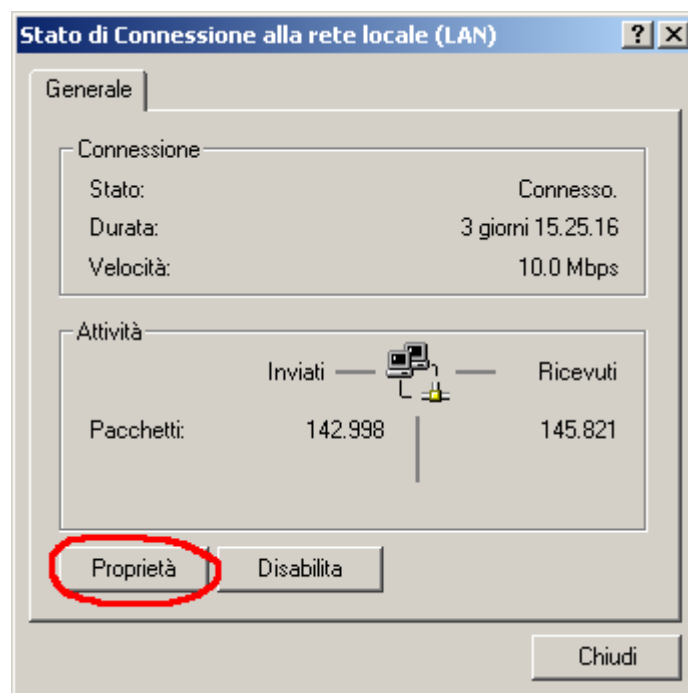 Stato di Connessione alla rete locale (LAN)
Generale
Connessione
Stato: Connesso.
Durata: 3 giorni 15.25.16
Velocità: 10.0 Mbps
Attività
Inviati Ricevuti
Pacchetti: 142.998 145.821
Proprietà Disabilita
Chiudi